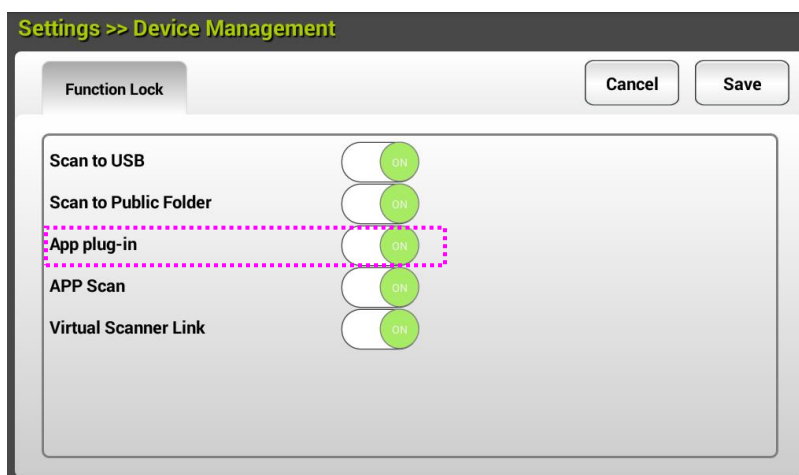 Settings >> Device Management
Function Lock
Cancel
Save
Scan to USB
ON
Scan to Public Folder
ON
App plug-in
ON
APP Scan
ON
Virtual Scanner Link
ON